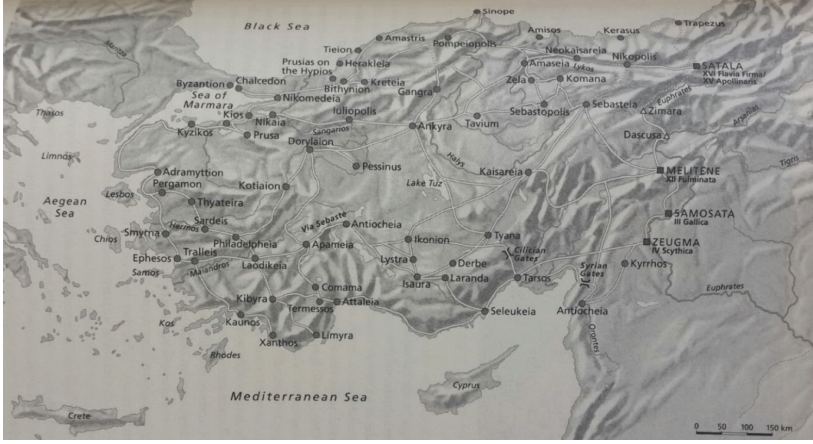 Sinope
Black Sea
Trapezus
Amastris
Pompeiopolis
Amisos
Kerasus
Tieion
Neokaisareia
Nikopolis
Prusias on
the Hypios
Herakleia
Amaseia
Lykos
SATALA
XVI Flavia Firma/
XV Apollinaris
Byzantion
Chalcedon
Kreteia
Bithynion
Gangra
Zela
Komana
Sea of
Marmara
Nikomedeia
Euphrates
Thasos
Kios
Nikaia
Iuliopolis
Sebastopolis
Sebasteia
Zimara
Arsanias
Kyzikos
Prusa
Sangarios
Ankyra
Tavium
Dascusa
Dorylaion
Limnos
Halys
Tigris
Adramyttion
Pessinus
Kaisareia
MELITENE
XII Fulminata
Pergamon
Kotiaion
Lake Tuz
Lesbos
Aegean
Sea
Thyateira
SAMOSATA
III Gallica
Sardeis
Via Sebaste
Antiocheia
Hermos
Chios
Smyrna
Philadelpheia
Apameia
Ikonion
Tyana
ZEUGMA
IV Scythica
Cilician
Gates
Ephesos
Tralleis
Laodikeia
Lystra
Derbe
Syrian
Gates
Kyrrhos
Samos
Maiandros
Isaura
Laranda
Tarsos
Comama
Euphrates
Kibyra
Termessos
Attaleia
Seleukeia
Antiocheia
Kos
Kaunos
Xanthos
Limyra
Orontes
Rhodes
Cyprus
Mediterranean Sea
Crete
0 50 100 150 km